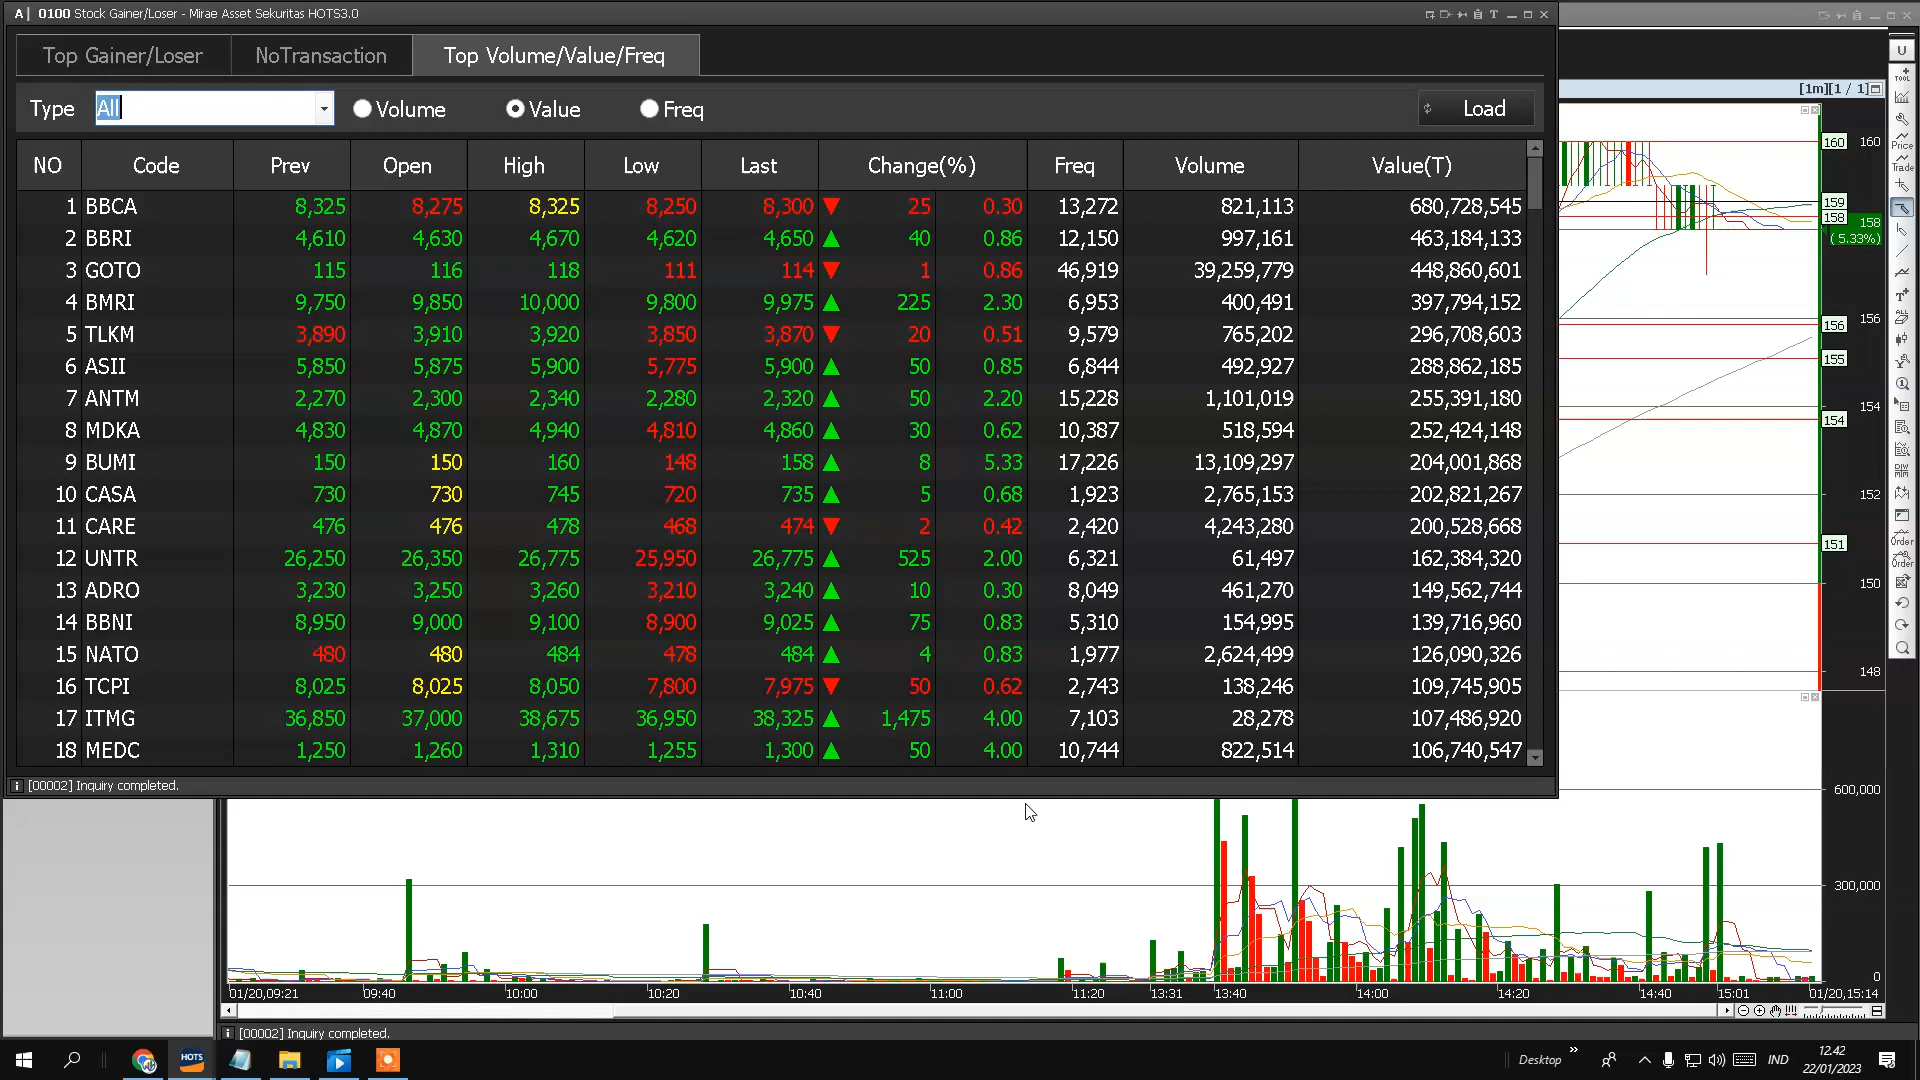 A| 0100 Stock Gainer/Loser - Mirae Asset Sekuritas HOTS3.0
Top Gainer/Loser NoTransaction Top Volume/Value/Freq
Type All Volume Value Freq Load
NO Code Prev Open High Low Last Change(%) Freq Volume Value(T)
1 BBCA 8,325 8,275 8,325 8,250 8,300 ▼ 25 0.30 13,272 821,113 680,728,545
2 BBRI 4,610 4,630 4,670 4,620 4,650 ▲ 40 0.86 12,150 997,161 463,184,133
3 GOTO 115 116 118 111 114 ▼ 1 0.86 46,919 39,259,779 448,860,601
4 BMRI 9,750 9,850 10,000 9,800 9,975 ▲ 225 2.30 6,953 400,491 397,794,152
5 TLKM 3,890 3,910 3,920 3,850 3,870 ▼ 20 0.51 9,579 765,202 296,708,603
6 ASII 5,850 5,875 5,900 5,775 5,900 ▲ 50 0.85 6,844 492,927 288,862,185
7 ANTM 2,270 2,300 2,340 2,280 2,320 ▲ 50 2.20 15,228 1,101,019 255,391,180
8 MDKA 4,830 4,870 4,940 4,810 4,860 ▲ 30 0.62 10,387 518,594 252,424,148
9 BUMI 150 150 160 148 158 ▲ 8 5.33 17,226 13,109,297 204,001,868
10 CASA 730 730 745 720 735 ▲ 5 0.68 1,923 2,765,153 202,821,267
11 CARE 476 476 478 468 474 ▼ 2 0.42 2,420 4,243,280 200,528,668
12 UNTR 26,250 26,350 26,775 25,950 26,775 ▲ 525 2.00 6,321 61,497 162,384,320
13 ADRO 3,230 3,250 3,260 3,210 3,240 ▲ 10 0.30 8,049 461,270 149,562,744
14 BBNI 8,950 9,000 9,100 8,900 9,025 ▲ 75 0.83 5,310 154,995 139,716,960
15 NATO 480 480 484 478 484 ▲ 4 0.83 1,977 2,624,499 126,090,326
16 TCPI 8,025 8,025 8,050 7,800 7,975 ▼ 50 0.62 2,743 138,246 109,745,905
17 ITMG 36,850 37,000 38,675 36,950 38,325 ▲ 1,475 4.00 7,103 28,278 107,486,920
18 MEDC 1,250 1,260 1,310 1,255 1,300 ▲ 50 4.00 10,744 822,514 106,740,547
[00002] Inquiry completed.
[1m][1 / 1]
160 160
159
158 158
( 5.33%)
156
156
155
154
154
152
151
150
148
U
TOOL
Price
Trade
Order
Order
600,000
300,000
0
01/20,09:21 09:40 10:00 10:20 10:40 11:00 11:20 13:31 13:40 14:00 14:20 14:40 15:01 01/20,15:14
[00002] Inquiry completed.
HOTS
Desktop » IND
12.42
22/01/2023